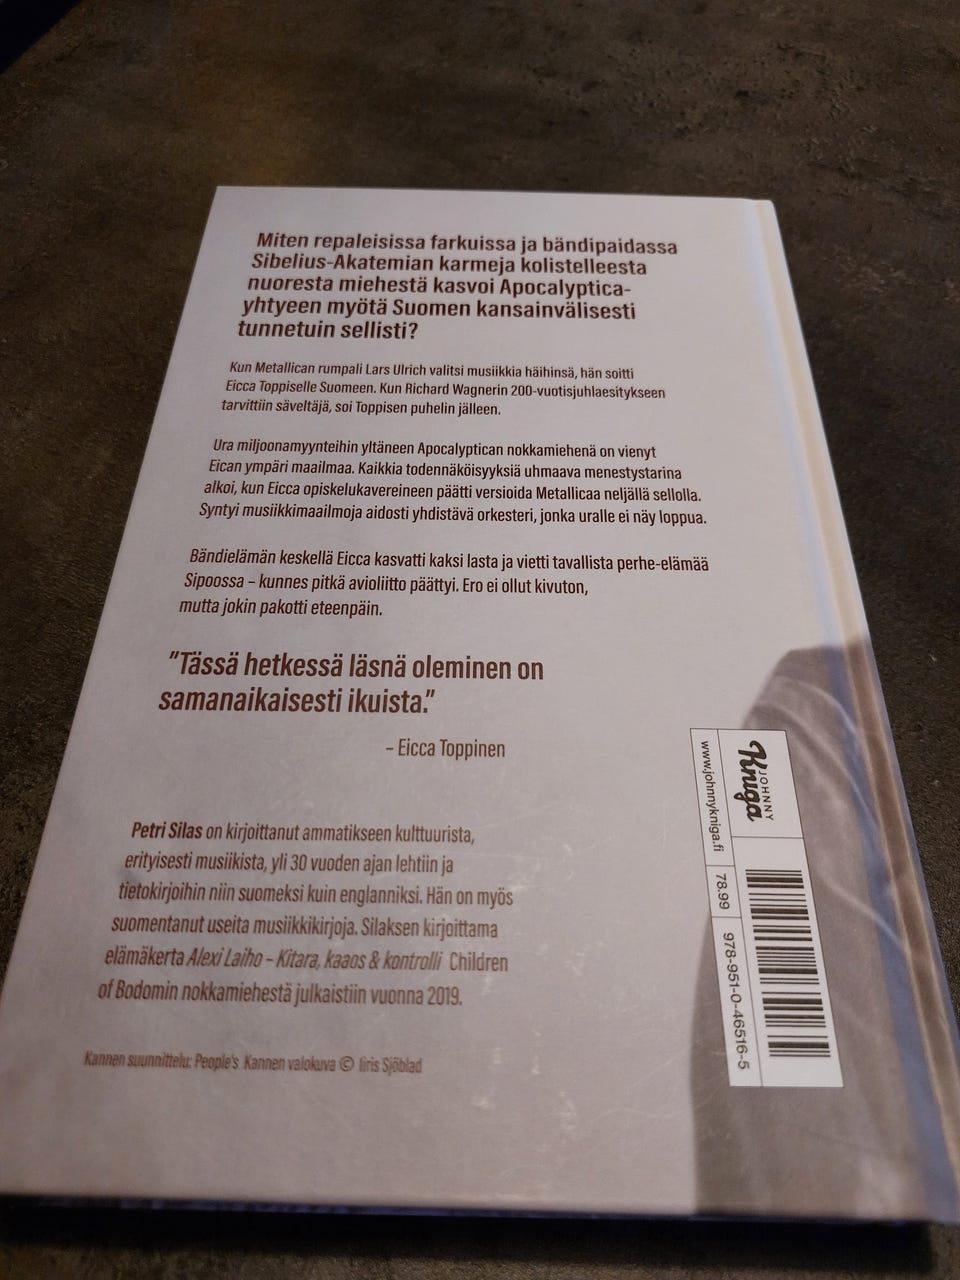 Miten repaleisissa farkuissa ja bändipaidassa
Sibelius-Akatemian karmeja kolistelleesta
nuoresta miehestä kasvoi Apocalyptica-
yhtyeen myötä Suomen kansainvälisesti
tunnetuin sellisti?
Kun Metallican rumpali Lars Ulrich valitsi musiikkia häihinsä, hän soitti
Eicca Toppiselle Suomeen. Kun Richard Wagnerin 200-vuotisjuhlaesitykseen
tarvittiin säveltäjä, soi Toppisen puhelin jälleen.
Ura miljoonamyynteihin yltäneen Apocalyptican nokkamiehenä on vienyt
Eican ympäri maailmaa. Kaikkia todennäköisyyksiä uhmaava menestystarina
alkoi, kun Eicca opiskelukavereineen päätti versioida Metallicaa neljällä sellolla.
Syntyi musiikkimaailmoja aidosti yhdistävä orkesteri, jonka uralle ei näy loppua.
Bändielämän keskellä Eicca kasvatti kaksi lasta ja vietti tavallista perhe-elämää
Sipoossa – kunnes pitkä avioliitto päättyi. Ero ei ollut kivuton,
mutta jokin pakotti eteenpäin.
"Tässä hetkessä läsnä oleminen on
samanaikaisesti ikuista."
– Eicca Toppinen
Petri Silas on kirjoittanut ammatikseen kulttuurista,
erityisesti musiikista, yli 30 vuoden ajan lehtiin ja
tietokirjoihin niin suomeksi kuin englanniksi. Hän on myös
suomentanut useita musiikkikirjoja. Silaksen kirjoittama
elämäkerta Alexi Laiho – Kitara, kaaos & kontrolli Children
of Bodomin nokkamiehestä julkaistiin vuonna 2019.
Kannen suunnittelu: People's Kannen valokuva © Iiris Sjöblad
JOHNNY
Kniga
www.johnnykniga.fi
78.99
978-951-0-46516-5